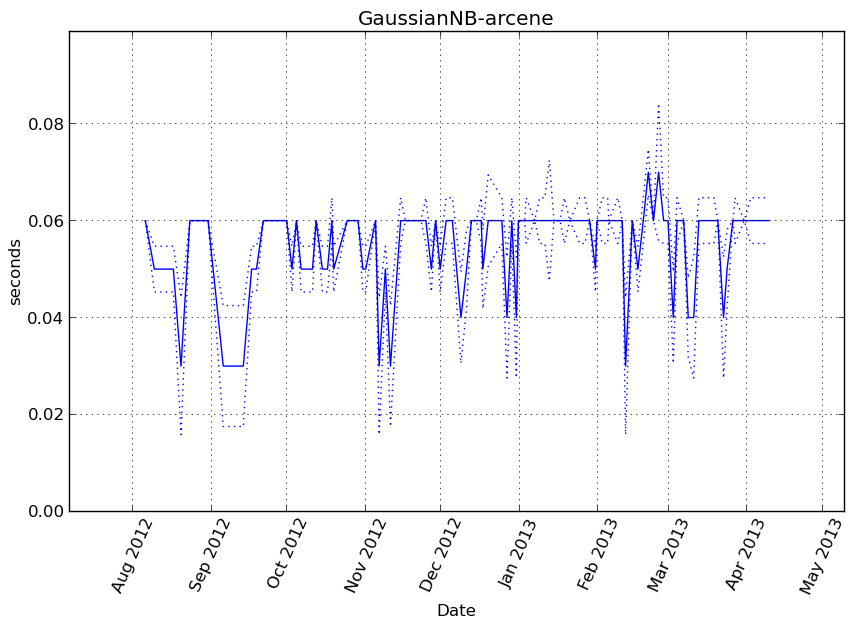 GaussianNB-arcene
seconds
0.08
0.06
0.04
0.02
0.00
Aug 2012
Sep 2012
Oct 2012
Nov 2012
Dec 2012
Jan 2013
Feb 2013
Mar 2013
Apr 2013
May 2013
Date